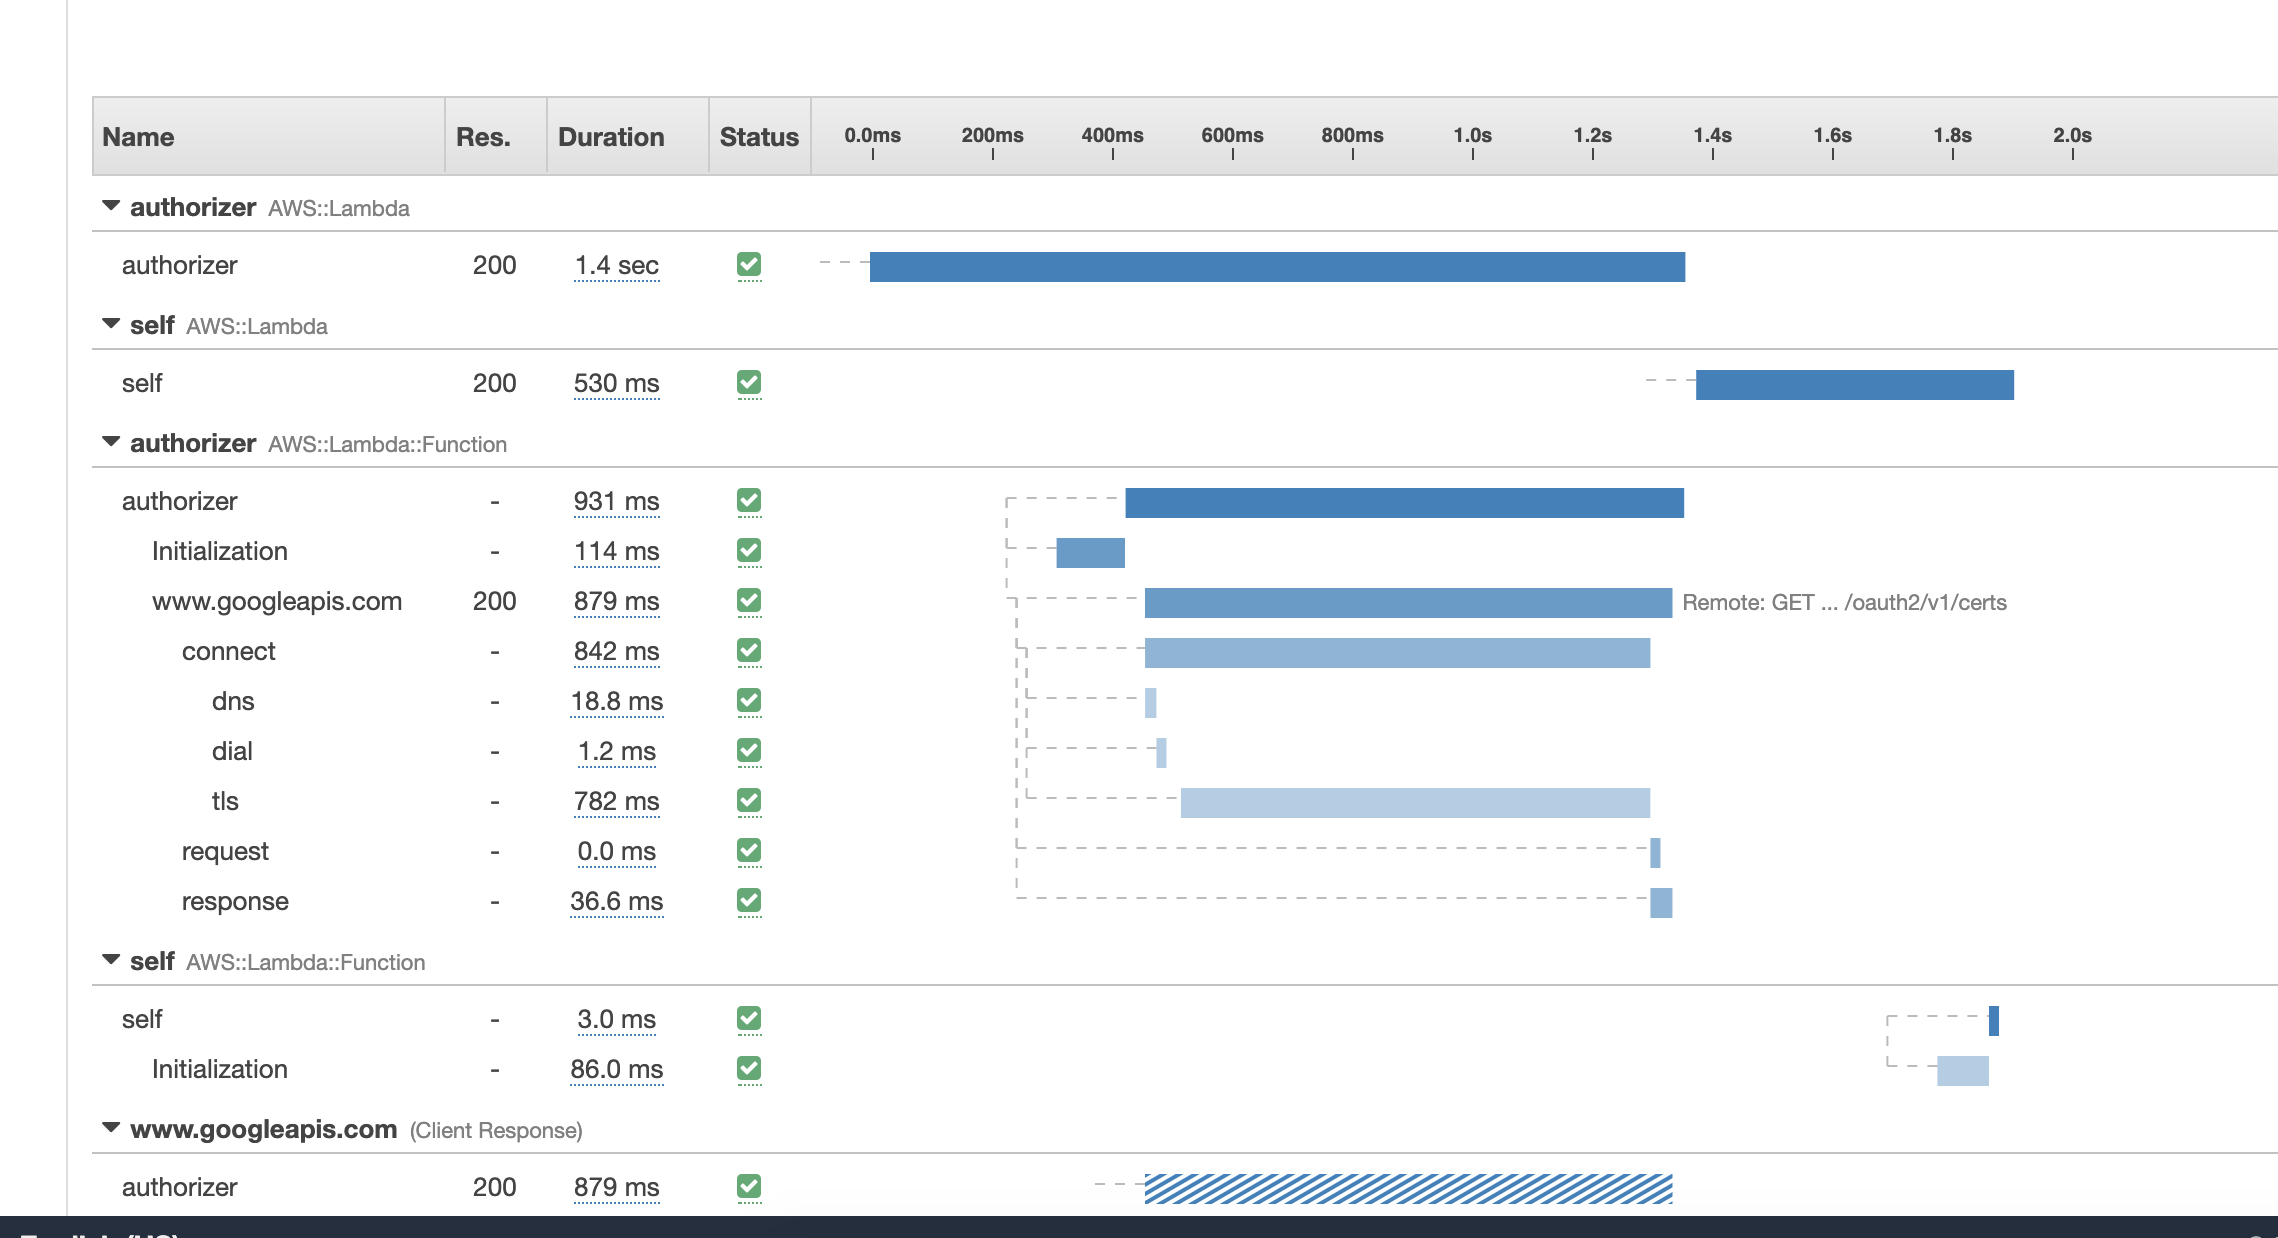 Name Res. Duration Status 0.0ms 200ms 400ms 600ms 800ms 1.0s 1.2s 1.4s 1.6s 1.8s 2.0s
authorizer AWS::Lambda
authorizer 200 1.4 sec
self AWS::Lambda
self 200 530 ms
authorizer AWS::Lambda::Function
authorizer - 931 ms
Initialization - 114 ms
www.googleapis.com 200 879 ms Remote: GET ... /oauth2/v1/certs
connect - 842 ms
dns - 18.8 ms
dial - 1.2 ms
tls - 782 ms
request - 0.0 ms
response - 36.6 ms
self AWS::Lambda::Function
self - 3.0 ms
Initialization - 86.0 ms
www.googleapis.com (Client Response)
authorizer 200 879 ms